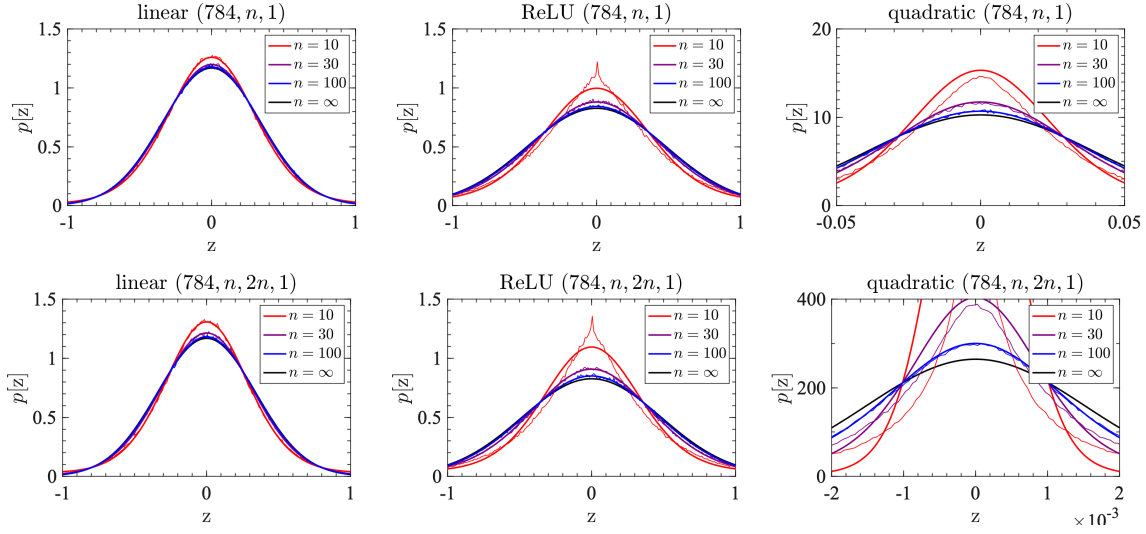 linear (784, n, 1)
1.5
1
0.5
0
p[z]
n = 10
n = 30
n = 100
n = ∞
-1
0
1
z
ReLU (784, n, 1)
1.5
1
0.5
0
p[z]
n = 10
n = 30
n = 100
n = ∞
-1
0
1
z
quadratic (784, n, 1)
20
10
0
p[z]
n = 10
n = 30
n = 100
n = ∞
-0.05
0
0.05
z
linear (784, n, 2n, 1)
1.5
1
0.5
0
p[z]
n = 10
n = 30
n = 100
n = ∞
-1
0
1
z
ReLU (784, n, 2n, 1)
1.5
1
0.5
0
p[z]
n = 10
n = 30
n = 100
n = ∞
-1
0
1
z
quadratic (784, n, 2n, 1)
400
200
0
p[z]
n = 10
n = 30
n = 100
n = ∞
-2
-1
0
1
2
z
×10⁻³